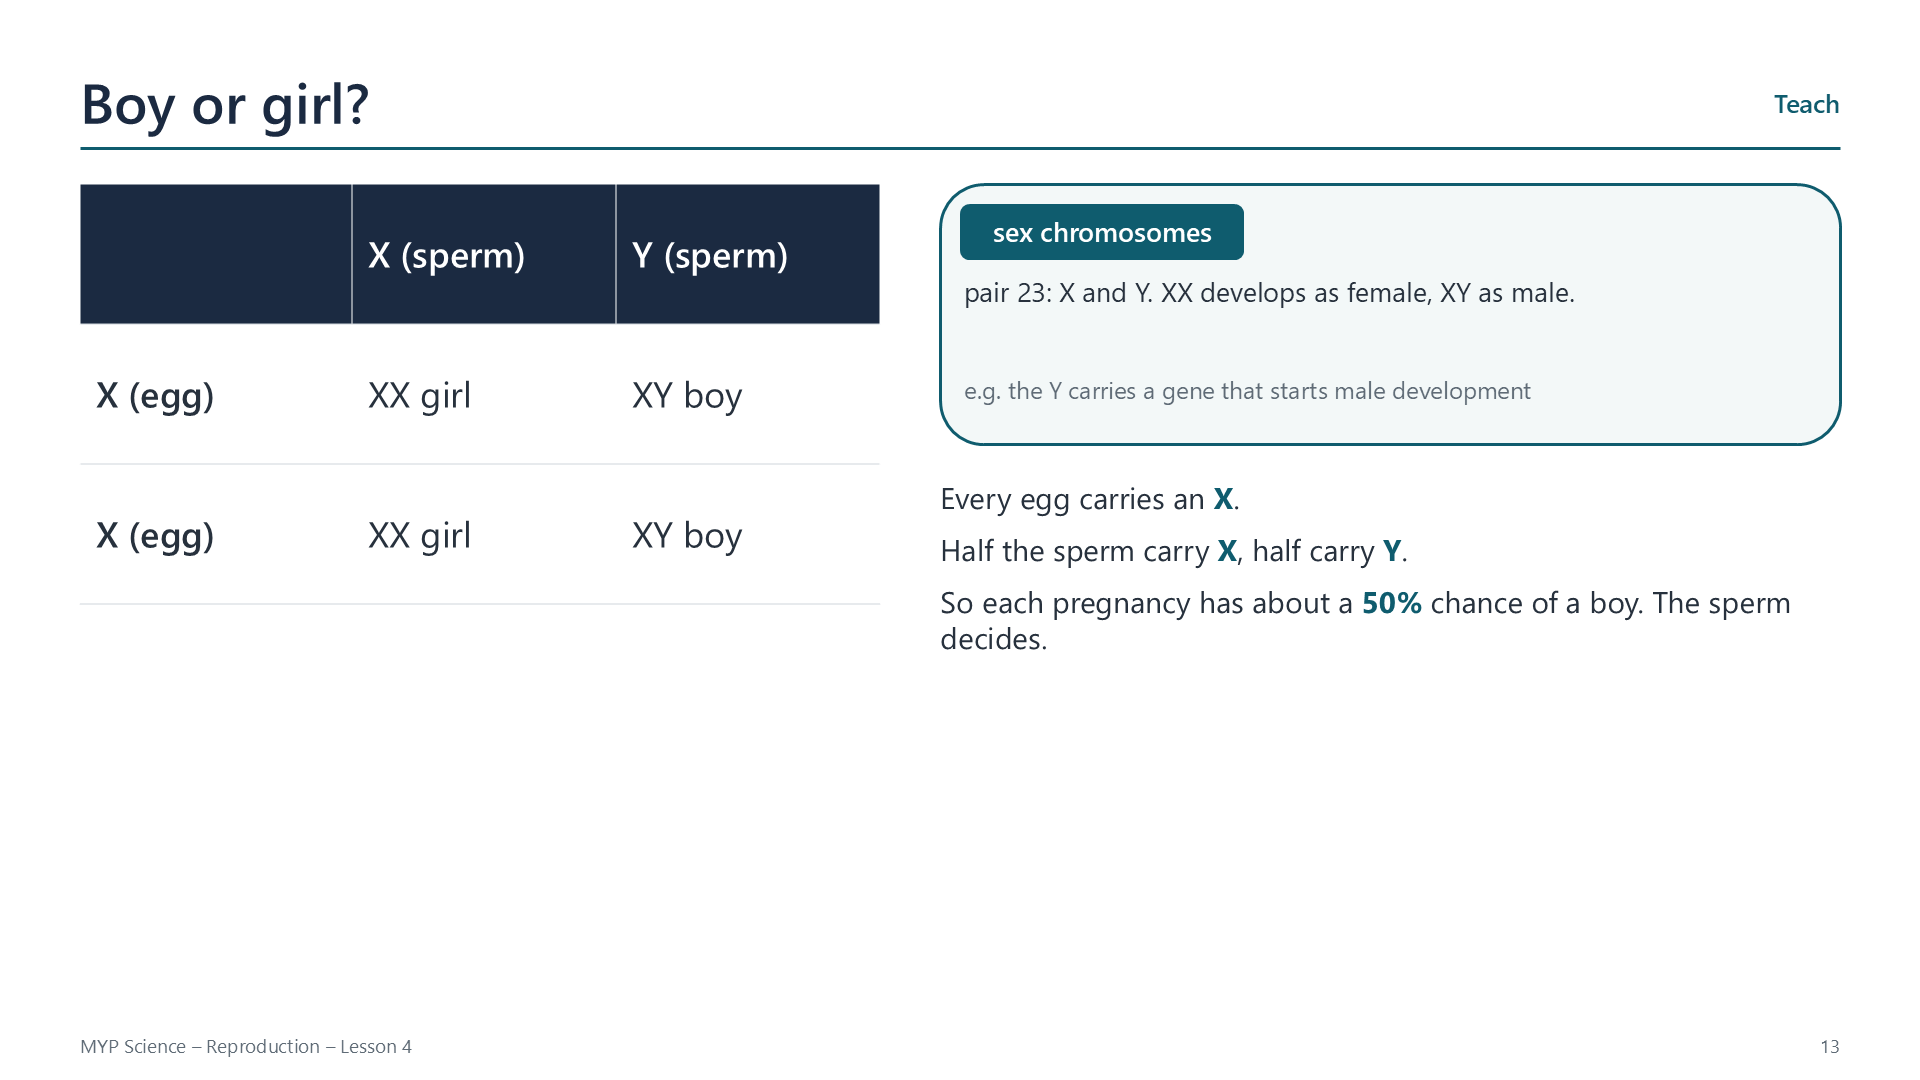 Boy or girl?
Teach
X (sperm) Y (sperm)
X (egg) XX girl XY boy
X (egg) XX girl XY boy
sex chromosomes
pair 23: X and Y. XX develops as female, XY as male.
e.g. the Y carries a gene that starts male development
Every egg carries an X.
Half the sperm carry X, half carry Y.
So each pregnancy has about a 50% chance of a boy. The sperm
decides.
MYP Science – Reproduction – Lesson 4
13